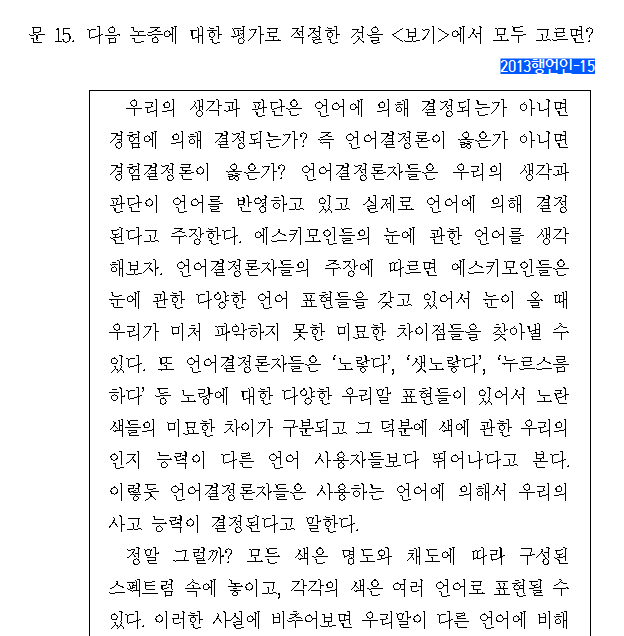 문 15. 다음 논증에 대한 평가로 적절한 것을 <보기>에서 모두 고르면?
2013행언인-15
우리의 생각과 판단은 언어에 의해 결정되는가 아니면
경험에 의해 결정되는가? 즉 언어결정론이 옳은가 아니면
경험결정론이 옳은가? 언어결정론자들은 우리의 생각과
판단이 언어를 반영하고 있고 실제로 언어에 의해 결정
된다고 주장한다. 에스키모인들의 눈에 관한 언어를 생각
해보자. 언어결정론자들의 주장에 따르면 에스키모인들은
눈에 관한 다양한 언어 표현들을 갖고 있어서 눈이 올 때
우리가 미처 파악하지 못한 미묘한 차이점들을 찾아낼 수
있다. 또 언어결정론자들은 ‘노랗다’, ‘샛노랗다’, ‘누르스름
하다’ 등 노랑에 대한 다양한 우리말 표현들이 있어서 노란
색들의 미묘한 차이가 구분되고 그 덕분에 색에 관한 우리의
인지 능력이 다른 언어 사용자들보다 뛰어나다고 본다.
이렇듯 언어결정론자들은 사용하는 언어에 의해서 우리의
사고 능력이 결정된다고 말한다.
정말 그럴까? 모든 색은 명도와 채도에 따라 구성된
스펙트럼 속에 놓이고, 각각의 색은 여러 언어로 표현될 수
있다. 이러한 사실에 비추어보면 우리말이 다른 언어에 비해